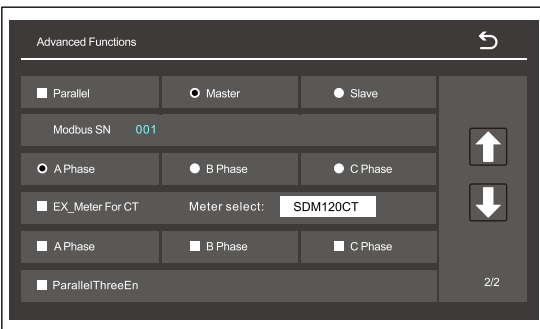 Advanced Functions
Parallel Master Slave
Modbus SN 001
A Phase B Phase C Phase
EX_Meter For CT Meter select: SDM120CT
A Phase B Phase C Phase
ParallelThreeEn 2/2